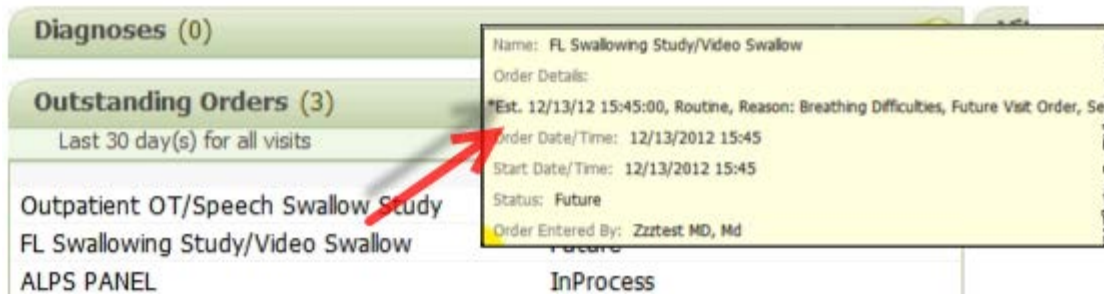 Diagnoses (0)
Outstanding Orders (3)
Last 30 day(s) for all visits
Outpatient OT/Speech Swallow Study
FL Swallowing Study/Video Swallow
ALPS PANEL InProcess
Name: FL Swallowing Study/Video Swallow
Order Details:
*Est. 12/13/12 15:45:00, Routine, Reason: Breathing Difficulties, Future Visit Order, Se
Order Date/Time: 12/13/2012 15:45
Start Date/Time: 12/13/2012 15:45
Status: Future
Order Entered By: Zzztest MD, Md